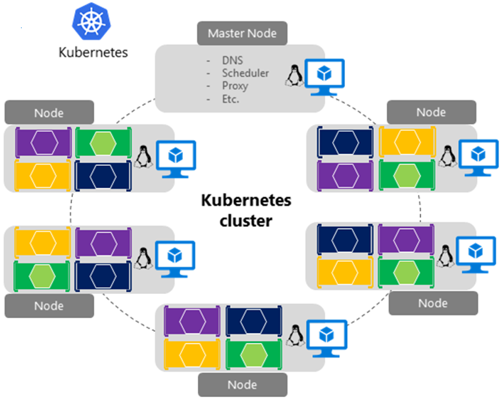 Kubernetes
Master Node
- DNS
- Scheduler
- Proxy
- Etc.
Node
Node
Kubernetes
cluster
Node
Node
Node